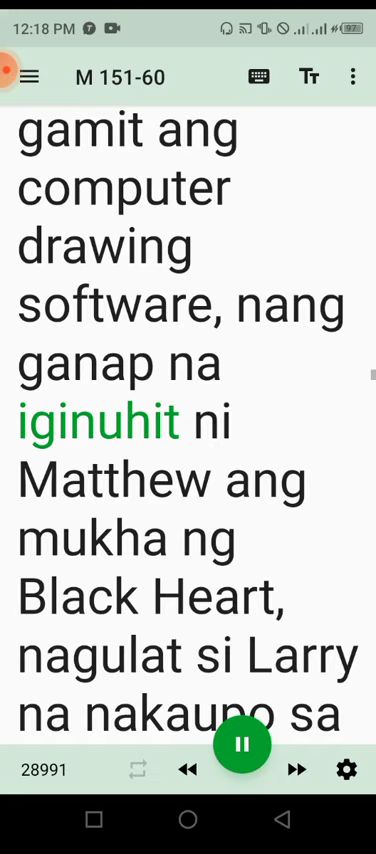 12:18 PM
97
M 151-60
gamit ang
computer
drawing
software, nang
ganap na
iginuhit ni
Matthew ang
mukha ng
Black Heart,
nagulat si Larry
na nakaupo sa
28991